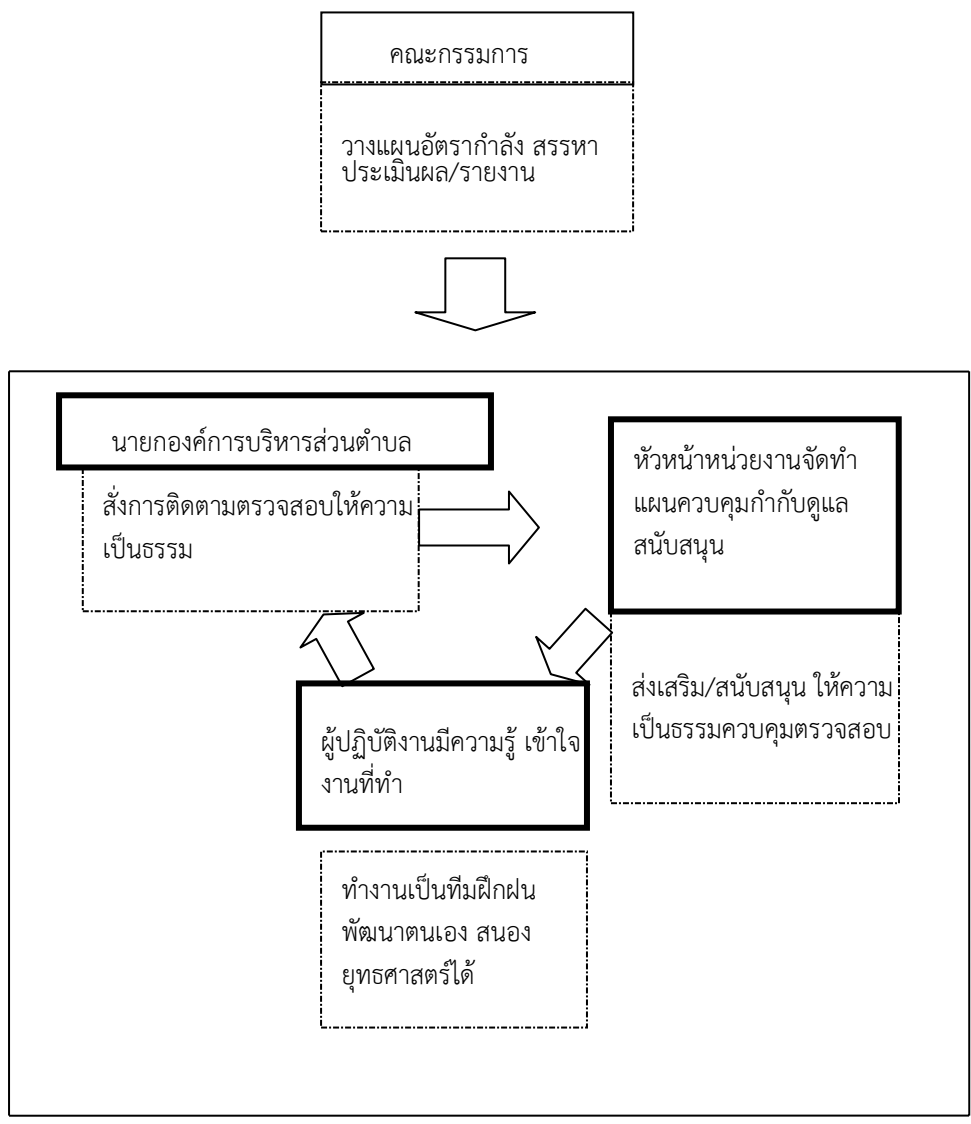 คณะกรรมการ
วางแผนอัตรากำลัง สรรหา
ประเมินผล/รายงาน
นายกองค์การบริหารส่วนตำบล
สั่งการติดตามตรวจสอบให้ความ
เป็นธรรม
หัวหน้าหน่วยงานจัดทำ
แผนควบคุมกำกับดูแล
สนับสนุน
ส่งเสริม/สนับสนุน ให้ความ
เป็นธรรมควบคุมตรวจสอบ
ผู้ปฏิบัติงานมีความรู้ เข้าใจ
งานที่ทำ
ทำงานเป็นทีมฝึกฝน
พัฒนาตนเอง สนอง
ยุทธศาสตร์ได้